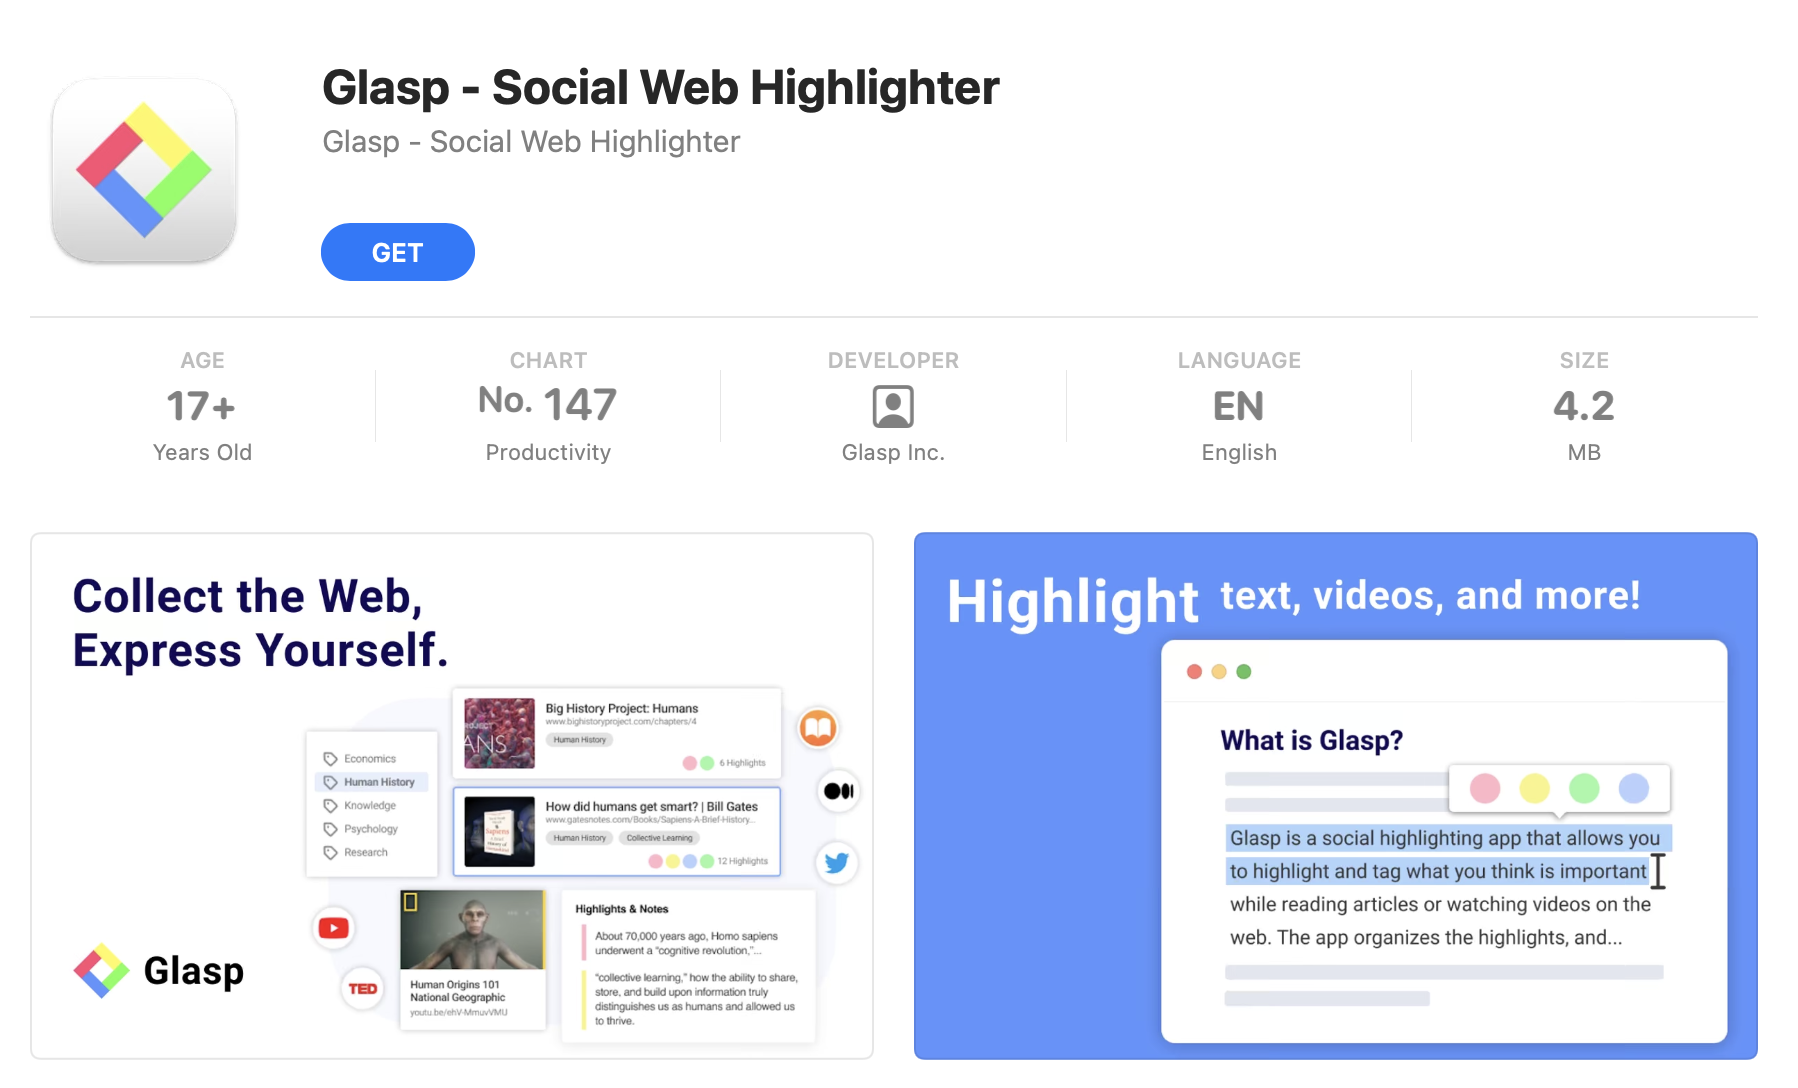 Glasp - Social Web Highlighter
Glasp - Social Web Highlighter
GET
AGE
17+
Years Old
CHART
No. 147
Productivity
DEVELOPER
Glasp Inc.
LANGUAGE
EN
English
SIZE
4.2
MB
Collect the Web,
Express Yourself.
Economics
Human History
Knowledge
Psychology
Research
Big History Project: Humans
www.bighistoryproject.com/chapters/4
Human History
6 Highlights
How did humans get smart? | Bill Gates
www.gatesnotes.com/Books/Sapiens-A-Brief-History...
Human History
Collective Learning
12 Highlights
Sapiens
TED
Human Origins 101
National Geographic
youtu.be/ehV-MmuvVMU
Highlights & Notes
About 70,000 years ago, Homo sapiens
underwent a “cognitive revolution,”...
“collective learning,” how the ability to share,
store, and build upon information truly
distinguishes us as humans and allowed us
to thrive.
Glasp
Highlight text, videos, and more!
What is Glasp?
Glasp is a social highlighting app that allows you
to highlight and tag what you think is important
while reading articles or watching videos on the
web. The app organizes the highlights, and...